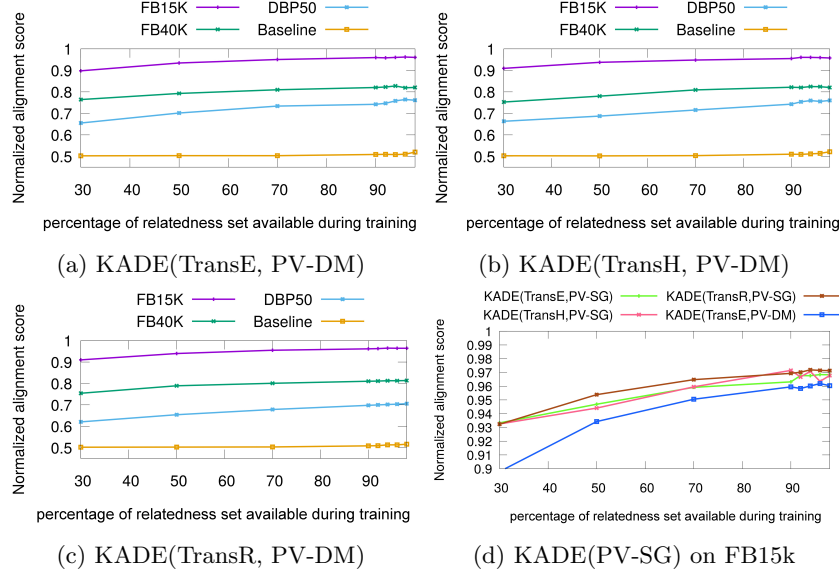 FB15K DBP50
FB40K Baseline
Normalized alignment score
1
0.9
0.8
0.7
0.6
0.5
30 40 50 60 70 80 90
percentage of relatedness set available during training
(a) KADE(TransE, PV-DM)
FB15K DBP50
FB40K Baseline
Normalized alignment score
1
0.9
0.8
0.7
0.6
0.5
30 40 50 60 70 80 90
percentage of relatedness set available during training
(b) KADE(TransH, PV-DM)
FB15K DBP50
FB40K Baseline
Normalized alignment score
1
0.9
0.8
0.7
0.6
0.5
30 40 50 60 70 80 90
percentage of relatedness set available during training
(c) KADE(TransR, PV-DM)
KADE(TransE,PV-SG) KADE(TransR,PV-SG)
KADE(TransH,PV-SG) KADE(TransE,PV-DM)
Normalized alignment score
1
0.99
0.98
0.97
0.96
0.95
0.94
0.93
0.92
0.91
0.9
30 40 50 60 70 80 90
percentage of relatedness set available during training
(d) KADE(PV-SG) on FB15k